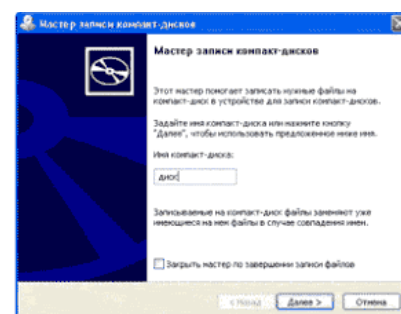 Мастер записи компакт-дисков
Мастер записи компакт-дисков
Этот мастер помогает записать нужные файлы на
компакт-диск в устройстве для записи компакт-дисков.
Задайте имя компакт-диска или нажмите кнопку
"Далее", чтобы использовать предложенное ниже имя.
Имя компакт-диска:
диск
Записываемые на компакт-диск файлы заменяют уже
имеющиеся на нем файлы в случае совпадения имен.
Закрыть мастер по завершении записи файлов
< Назад Далее > Отмена